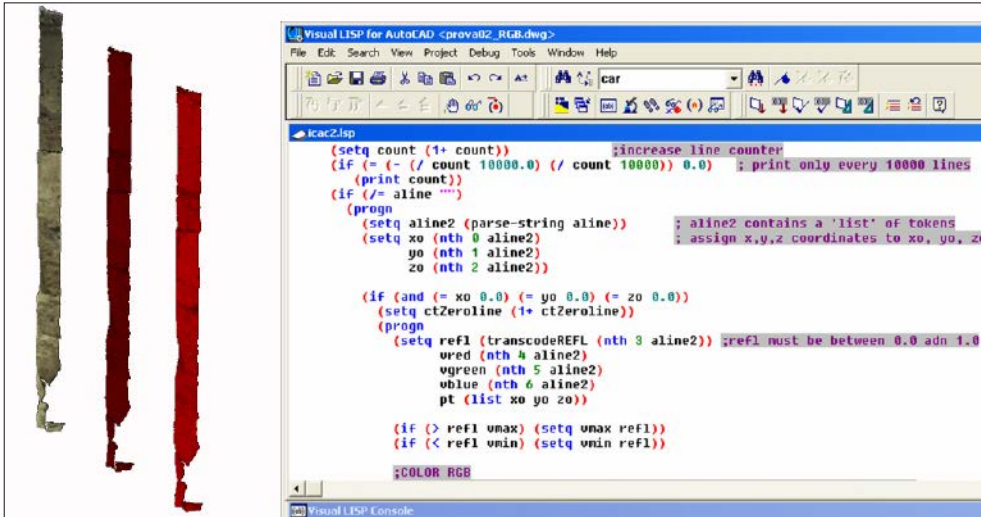 Visual LISP for AutoCAD <prova02_RGB.dwg>
File Edit Search View Project Debug Tools Window Help
car
icac2.lsp
(setq count (1+ count)) ;increase line counter
(if (= (- (/ count 10000.0) (/ count 10000)) 0.0) ; print only every 10000 lines
(print count))
(if (/= aline "")
(progn
(setq aline2 (parse-string aline)) ; aline2 contains a 'list' of tokens
(setq xo (nth 0 aline2) ; assign x,y,z coordinates to xo, yo, zo
yo (nth 1 aline2)
zo (nth 2 aline2))
(if (and (= xo 0.0) (= yo 0.0) (= zo 0.0))
(setq ctZeroline (1+ ctZeroline))
(progn
(setq refl (transcodeREFL (nth 3 aline2)) ;refl must be between 0.0 adn 1.0
vred (nth 4 aline2)
vgreen (nth 5 aline2)
vblue (nth 6 aline2)
pt (list xo yo zo))
(if (> refl vmax) (setq vmax refl))
(if (< refl vmin) (setq vmin refl))
;COLOR RGB
Visual LISP Console